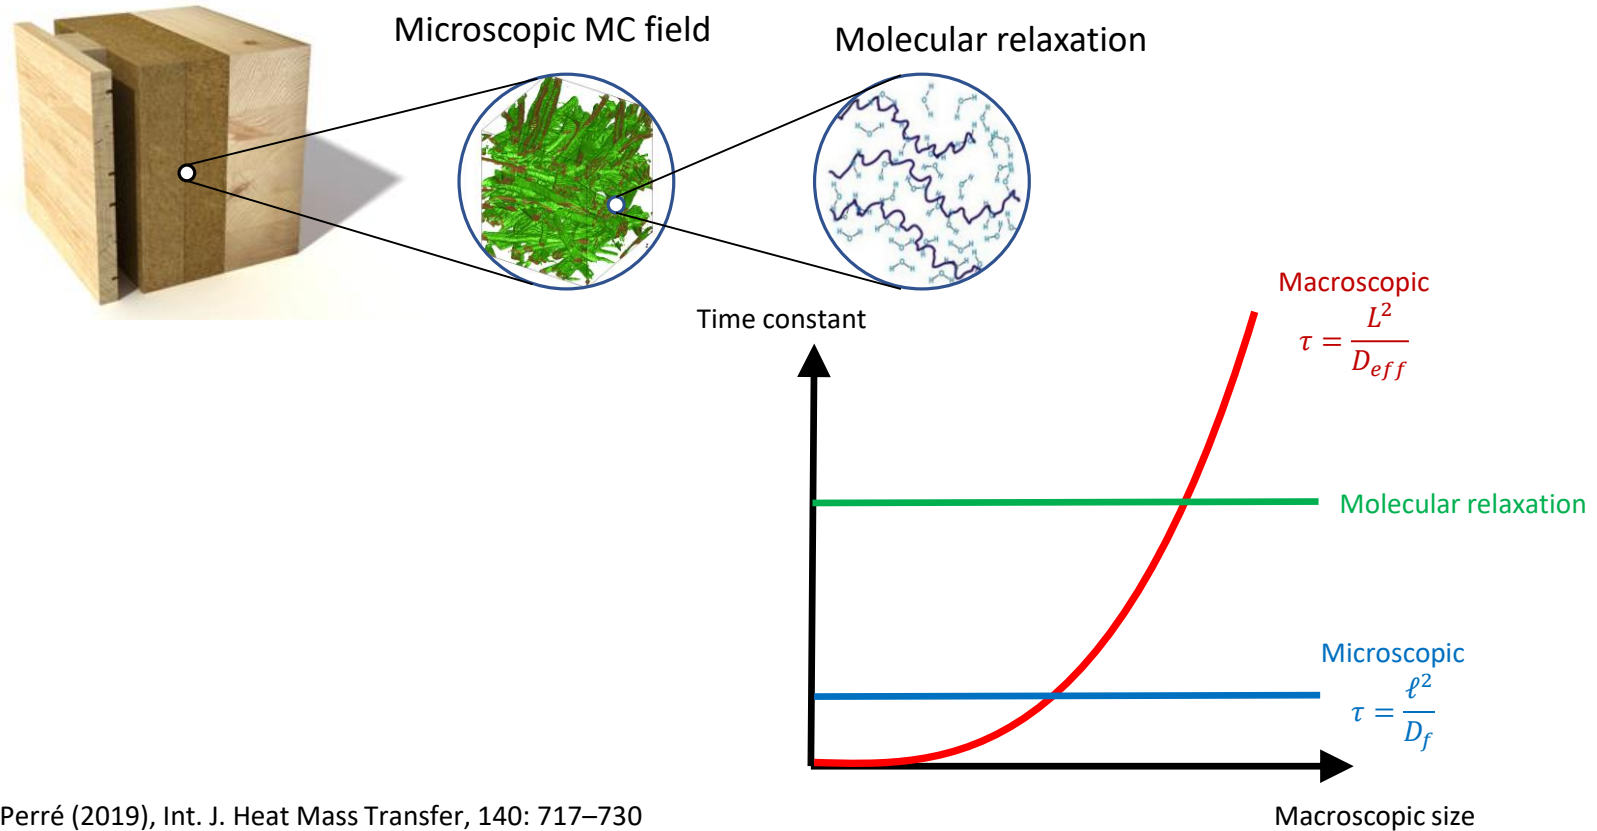 Microscopic MC field
Molecular relaxation
Time constant
Macroscopic
τ = L² / D_eff
Molecular relaxation
Microscopic
τ = ℓ² / D_f
Perré (2019), Int. J. Heat Mass Transfer, 140: 717–730
Macroscopic size